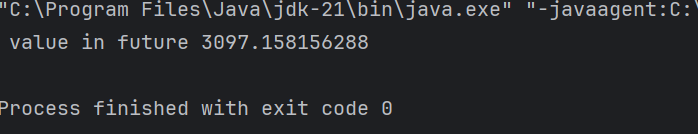 "C:\Program Files\Java\jdk-21\bin\java.exe" "-javaagent:C:\
value in future 3097.158156288
Process finished with exit code 0